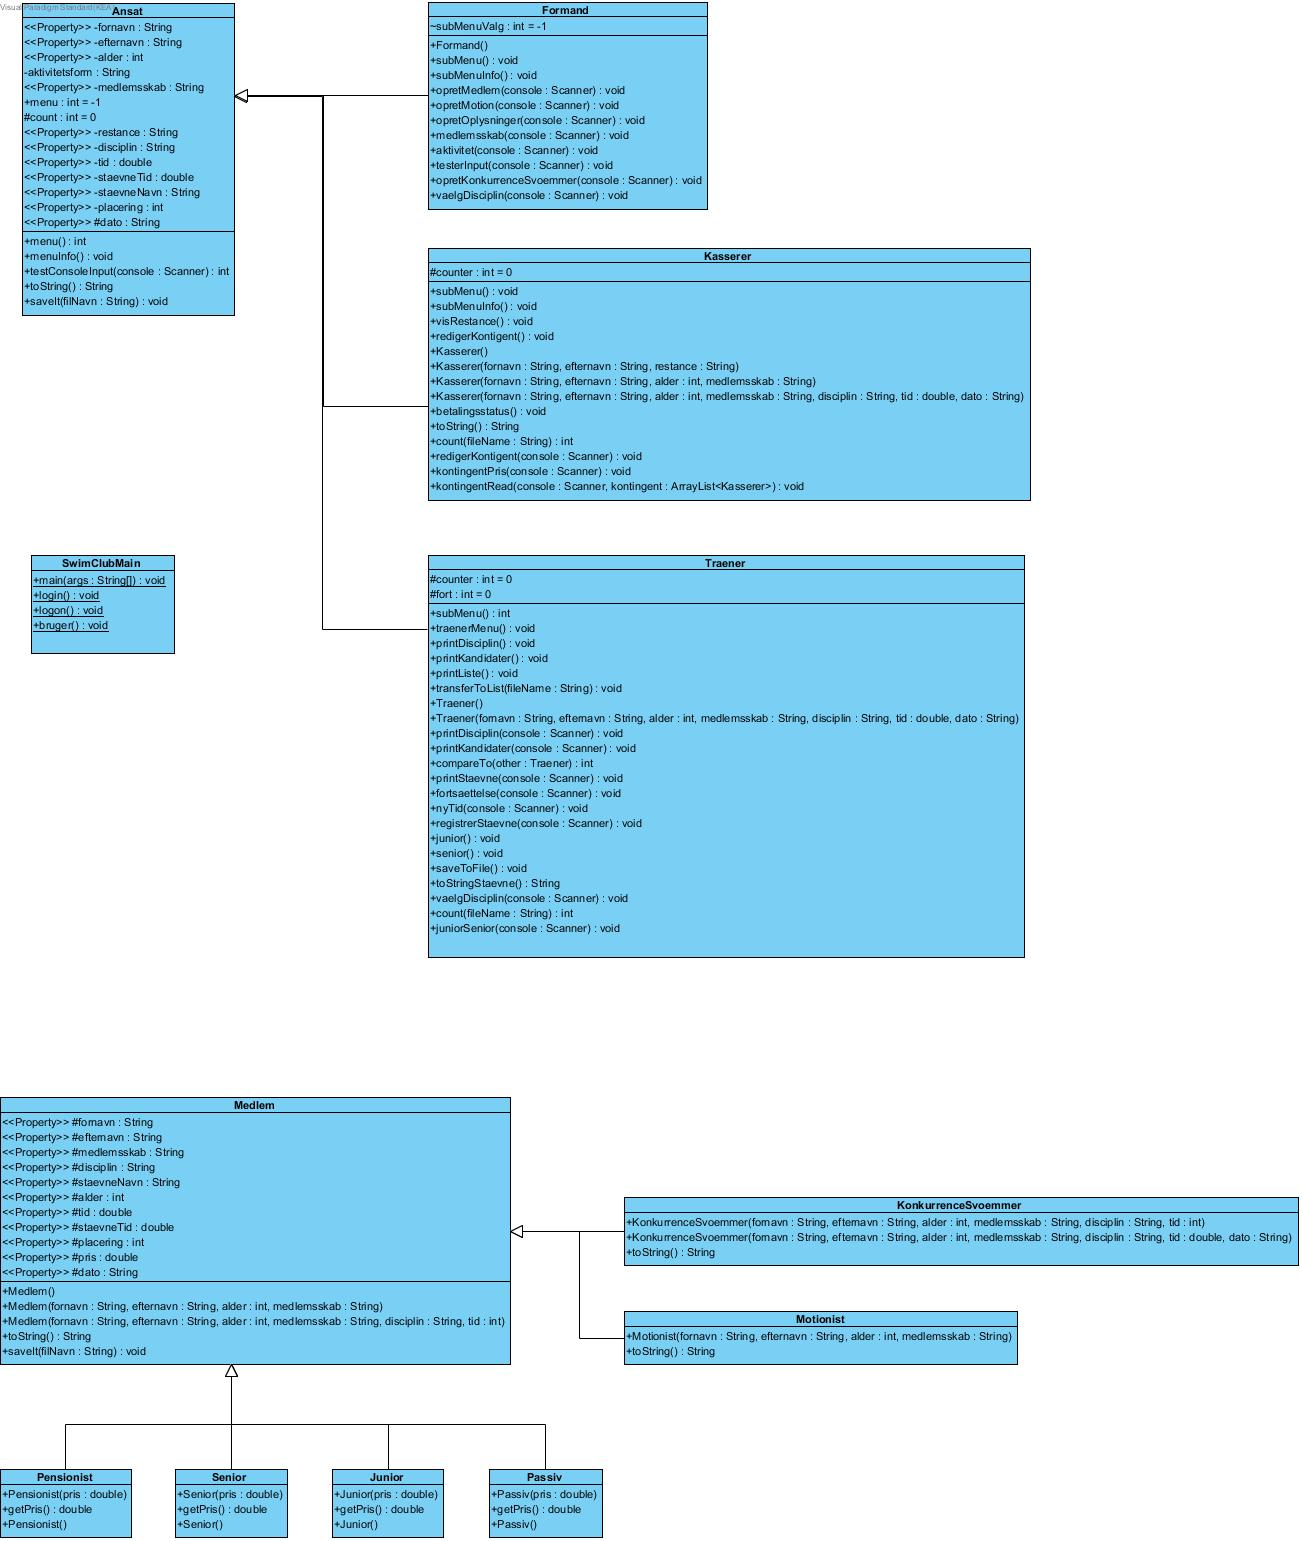 Visual Paradigm Standard(KEA
Ansat
<<Property>> -fornavn : String
<<Property>> -efternavn : String
<<Property>> -alder : int
-aktivitetsform : String
<<Property>> -medlemsskab : String
+menu : int = -1
#count : int = 0
<<Property>> -restance : String
<<Property>> -disciplin : String
<<Property>> -tid : double
<<Property>> -staevneTid : double
<<Property>> -staevneNavn : String
<<Property>> -placering : int
<<Property>> #dato : String
+menu() : int
+menuInfo() : void
+testConsoleInput(console : Scanner) : int
+toString() : String
+saveIt(filNavn : String) : void
Formand
~subMenuValg : int = -1
+Formand()
+subMenu() : void
+subMenuInfo() : void
+opretMedlem(console : Scanner) : void
+opretMotion(console : Scanner) : void
+opretOplysninger(console : Scanner) : void
+medlemsskab(console : Scanner) : void
+aktivitet(console : Scanner) : void
+testerInput(console : Scanner) : void
+opretKonkurrenceSvoemmer(console : Scanner) : void
+vaelgDisciplin(console : Scanner) : void
Kasserer
#counter : int = 0
+subMenu() : void
+subMenuInfo() : void
+visRestance() : void
+redigerKontigent() : void
+Kasserer()
+Kasserer(fornavn : String, efternavn : String, restance : String)
+Kasserer(fornavn : String, efternavn : String, alder : int, medlemsskab : String)
+Kasserer(fornavn : String, efternavn : String, alder : int, medlemsskab : String, disciplin : String, tid : double, dato : String)
+betalingsstatus() : void
+toString() : String
+count(fileName : String) : int
+redigerKontigent(console : Scanner) : void
+kontingentPris(console : Scanner) : void
+kontingentRead(console : Scanner, kontingent : ArrayList<Kasserer>) : void
SwimClubMain
+main(args : String[]) : void
+login() : void
+logon() : void
+bruger() : void
Traener
#counter : int = 0
#fort : int = 0
+subMenu() : int
+traenerMenu() : void
+printDisciplin() : void
+printKandidater() : void
+printListe() : void
+transferToList(fileName : String) : void
+Traener()
+Traener(fornavn : String, efternavn : String, alder : int, medlemsskab : String, disciplin : String, tid : double, dato : String)
+printDisciplin(console : Scanner) : void
+printKandidater(console : Scanner) : void
+compareTo(other : Traener) : int
+printStaevne(console : Scanner) : void
+fortsaettelse(console : Scanner) : void
+nyTid(console : Scanner) : void
+registrerStaevne(console : Scanner) : void
+junior() : void
+senior() : void
+saveToFile() : void
+toStringStaevne() : String
+vaelgDisciplin(console : Scanner) : void
+count(fileName : String) : int
+juniorSenior(console : Scanner) : void
Medlem
<<Property>> #fornavn : String
<<Property>> #efternavn : String
<<Property>> #medlemsskab : String
<<Property>> #disciplin : String
<<Property>> #staevneNavn : String
<<Property>> #alder : int
<<Property>> #tid : double
<<Property>> #staevneTid : double
<<Property>> #placering : int
<<Property>> #pris : double
<<Property>> #dato : String
+Medlem()
+Medlem(fornavn : String, efternavn : String, alder : int, medlemsskab : String)
+Medlem(fornavn : String, efternavn : String, alder : int, medlemsskab : String, disciplin : String, tid : int)
+toString() : String
+saveIt(filNavn : String) : void
KonkurrenceSvoemmer
+KonkurrenceSvoemmer(fornavn : String, efternavn : String, alder : int, medlemsskab : String, disciplin : String, tid : int)
+KonkurrenceSvoemmer(fornavn : String, efternavn : String, alder : int, medlemsskab : String, disciplin : String, tid : double, dato : String)
+toString() : String
Motionist
+Motionist(fornavn : String, efternavn : String, alder : int, medlemsskab : String)
+toString() : String
Pensionist
+Pensionist(pris : double)
+getPris() : double
+Pensionist()
Senior
+Senior(pris : double)
+getPris() : double
+Senior()
Junior
+Junior(pris : double)
+getPris() : double
+Junior()
Passiv
+Passiv(pris : double)
+getPris() : double
+Passiv()